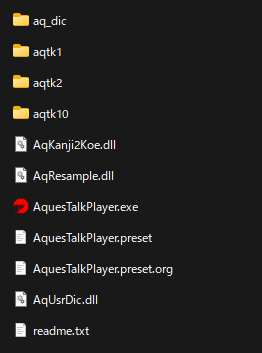 aq_dic
aqtk1
aqtk2
aqtk10
AqKanji2Koe.dll
AqResample.dll
AquesTalkPlayer.exe
AquesTalkPlayer.preset
AquesTalkPlayer.preset.org
AqUsrDic.dll
readme.txt